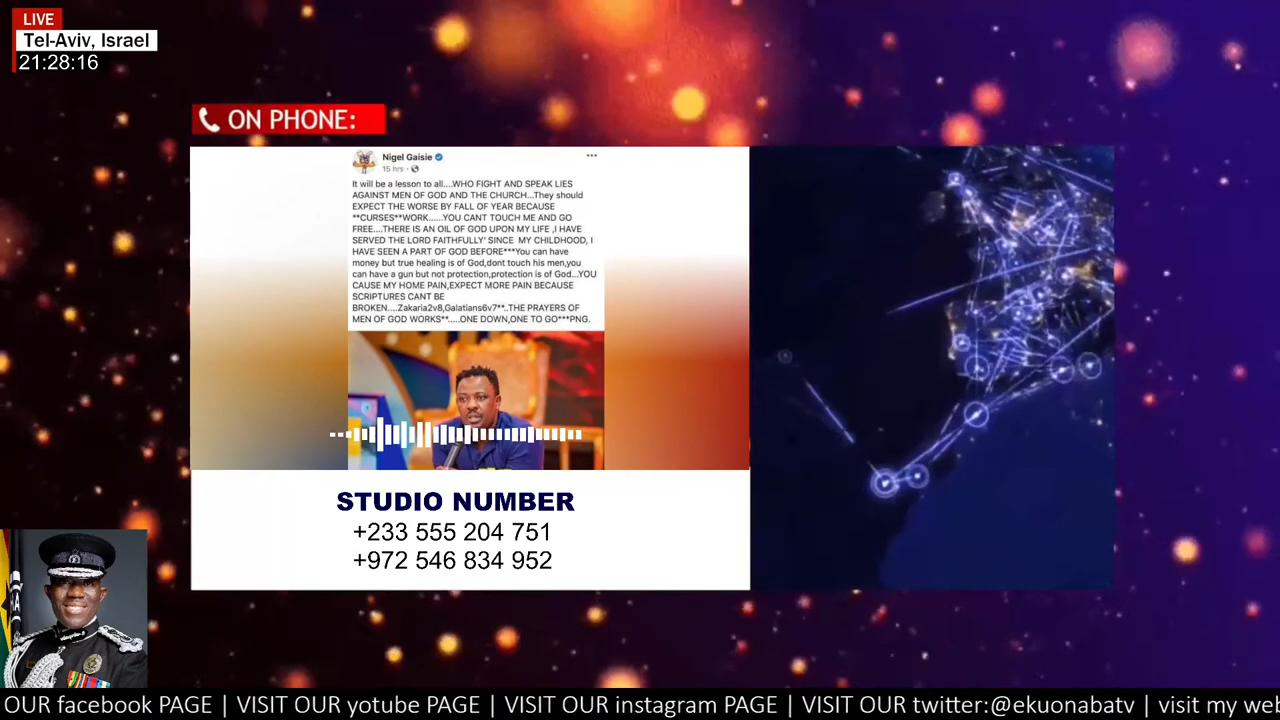 LIVE
Tel-Aviv, Israel
21:28:16
ON PHONE:
Nigel Gaisie
15 hrs ·
It will be a lesson to all....WHO FIGHT AND SPEAK LIES
AGAINST MEN OF GOD AND THE CHURCH...They should
EXPECT THE WORSE BY FALL OF YEAR BECAUSE
**CURSES**WORK......YOU CANT TOUCH ME AND GO
FREE....THERE IS AN OIL OF GOD UPON MY LIFE ,I HAVE
SERVED THE LORD FAITHFULLY' SINCE MY CHILDHOOD, I
HAVE SEEN A PART OF GOD BEFORE***You can have
money but true healing is of God,dont touch his men,you
can have a gun but not protection,protection is of God...YOU
CAUSE MY HOME PAIN,EXPECT MORE PAIN BECAUSE
SCRIPTURES CANT BE
BROKEN....Zakaria2v8,Galatians6v7**..THE PRAYERS OF
MEN OF GOD WORKS**.....ONE DOWN,ONE TO GO***PNG.
STUDIO NUMBER
+233 555 204 751
+972 546 834 952
OUR facebook PAGE | VISIT OUR yotube PAGE | VISIT OUR instagram PAGE | VISIT OUR twitter:@ekuonabatv | visit my web